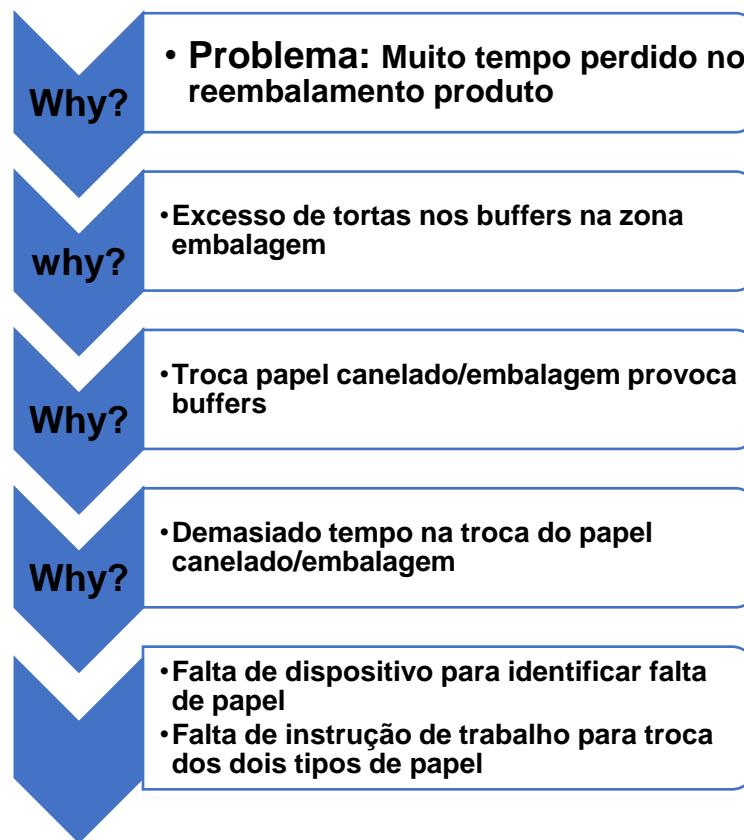 Why?
• Problema: Muito tempo perdido no
reembalamento produto
why?
•Excesso de tortas nos buffers na zona
embalagem
Why?
•Troca papel canelado/embalagem provoca
buffers
Why?
•Demasiado tempo na troca do papel
canelado/embalagem
•Falta de dispositivo para identificar falta
de papel
•Falta de instrução de trabalho para troca
dos dois tipos de papel